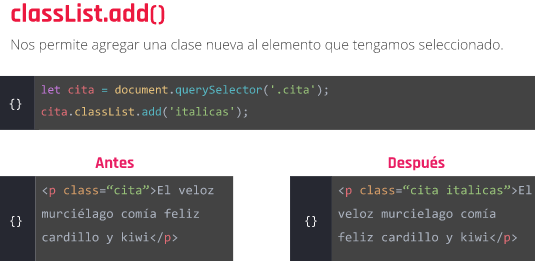 classList.add()
Nos permite agregar una clase nueva al elemento que tengamos seleccionado.
{}
let cita = document.querySelector('.cita');
cita.classList.add('italicas');
Antes
{}
<p class=“cita”>El veloz
murciélago comía feliz
cardillo y kiwi</p>
Después
{}
<p class=“cita italicas”>El
veloz murcielago comía
feliz cardillo y kiwi</p>